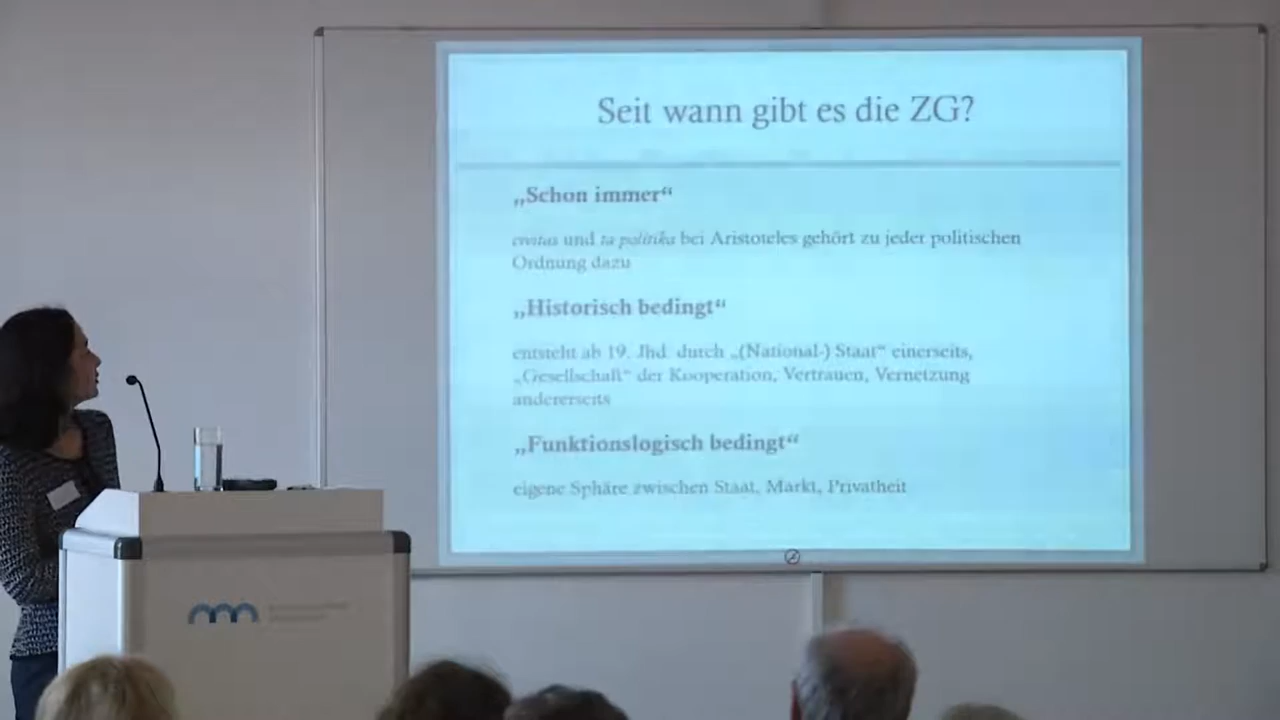 Seit wann gibt es die ZG?
„Schon immer“
civitas und ta politika bei Aristoteles gehört zu jeder politischen
Ordnung dazu
„Historisch bedingt“
entsteht ab 19. Jhd. durch „(National-) Staat“ einerseits,
„Gesellschaft“ der Kooperation, Vertrauen, Vernetzung
andererseits
„Funktionslogisch bedingt“
eigene Sphäre zwischen Staat, Markt, Privatheit